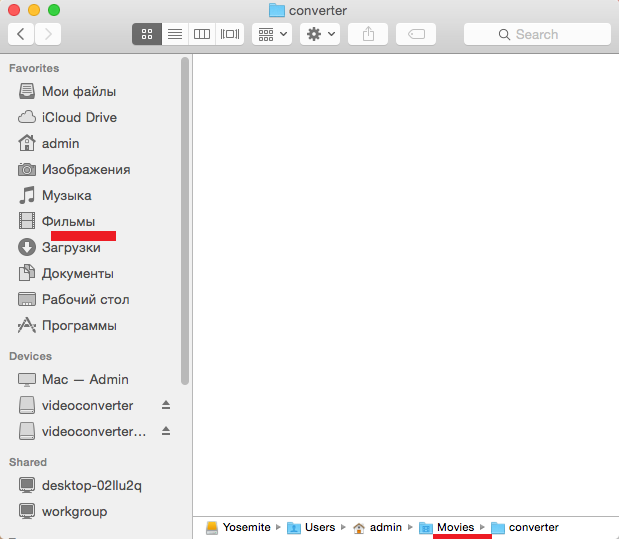 converter
Search
Favorites
Мои файлы
iCloud Drive
admin
Изображения
Музыка
Фильмы
Загрузки
Документы
Рабочий стол
Программы
Devices
Mac — Admin
videoconverter
videoconverter...
Shared
desktop-02llu2q
workgroup
Yosemite Users admin Movies converter